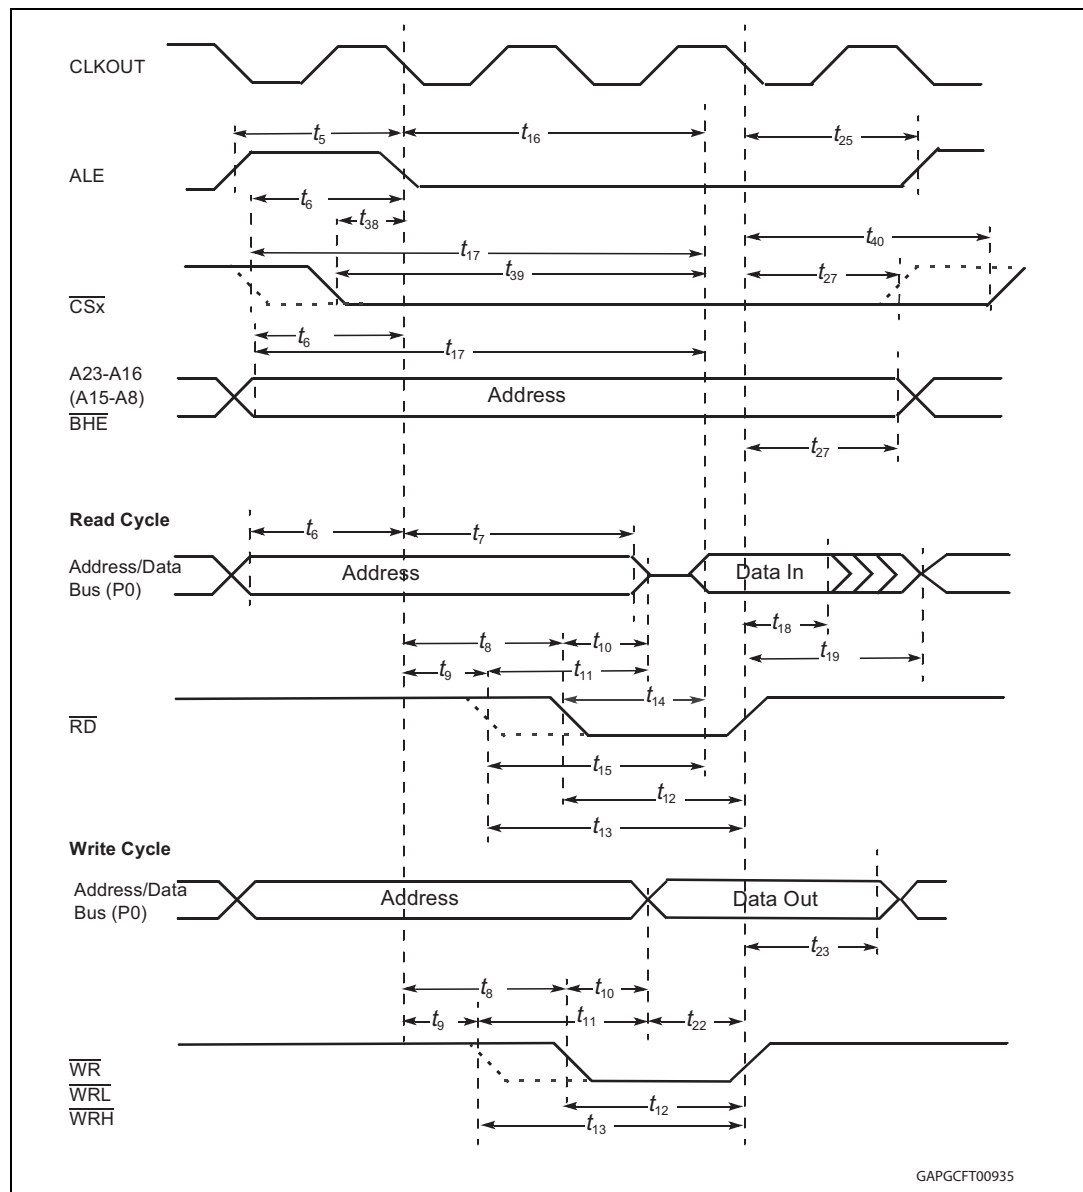 CLKOUT
t5
t16
t25
ALE
t6
t38
t40
t17
t39
t27
CSx
t6
t17
A23-A16
(A15-A8)
BHE
Address
t27
Read Cycle
t6
t7
Address/Data
Bus (P0)
Address
Data In
t18
t8
t10
t19
t9
t11
t14
RD
t15
t12
t13
Write Cycle
Address/Data
Bus (P0)
Address
Data Out
t23
t8
t10
t9
t11
t22
WR
WRL
WRH
t12
t13
GAPGCFT00935